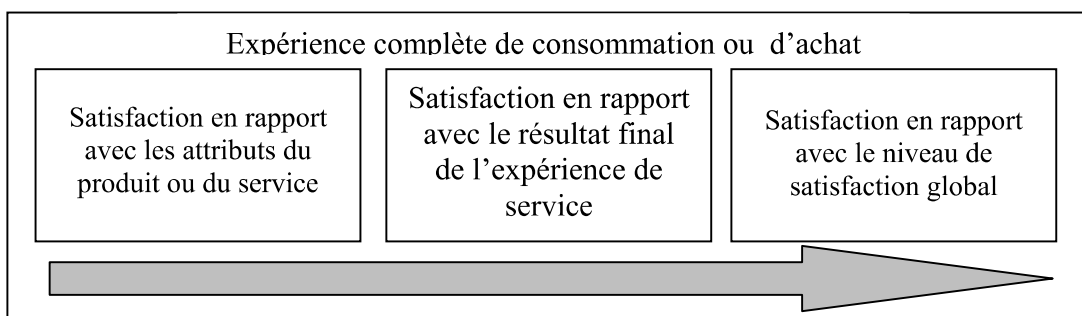 Expérience complète de consommation ou d'achat
Satisfaction en rapport
avec les attributs du
produit ou du service
Satisfaction en rapport
avec le résultat final
de l'expérience de
service
Satisfaction en rapport
avec le niveau de
satisfaction global